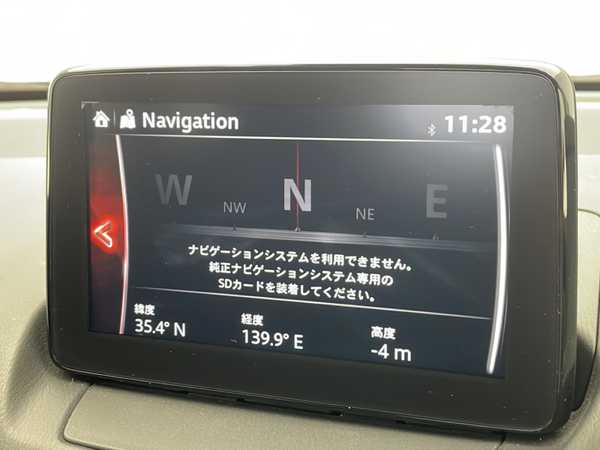 Navigation
11:28
W
NW
N
NE
E
ナビゲーションシステムを利用できません。
純正ナビゲーションシステム専用の
SDカードを装着してください。
緯度
35.4° N
経度
139.9° E
高度
-4 m